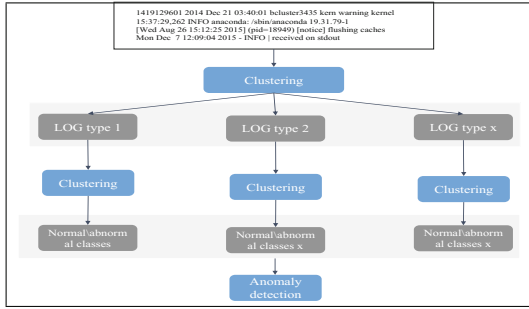 1419129601 2014 Dec 21 03:40:01 bcluster3435 kern warning kernel
15:37:29,262 INFO anaconda: /sbin/anaconda 19.31.79-1
[Wed Aug 26 15:12:25 2015] (pid=18949) [notice] flushing caches
Mon Dec 7 12:09:04 2015 - INFO | received on stdout
Clustering
LOG type 1
LOG type 2
LOG type x
Clustering
Clustering
Clustering
Normal\abnorm
al classes
Normal\abnorm
al classes x
Normal\abnorm
al classes x
Anomaly
detection